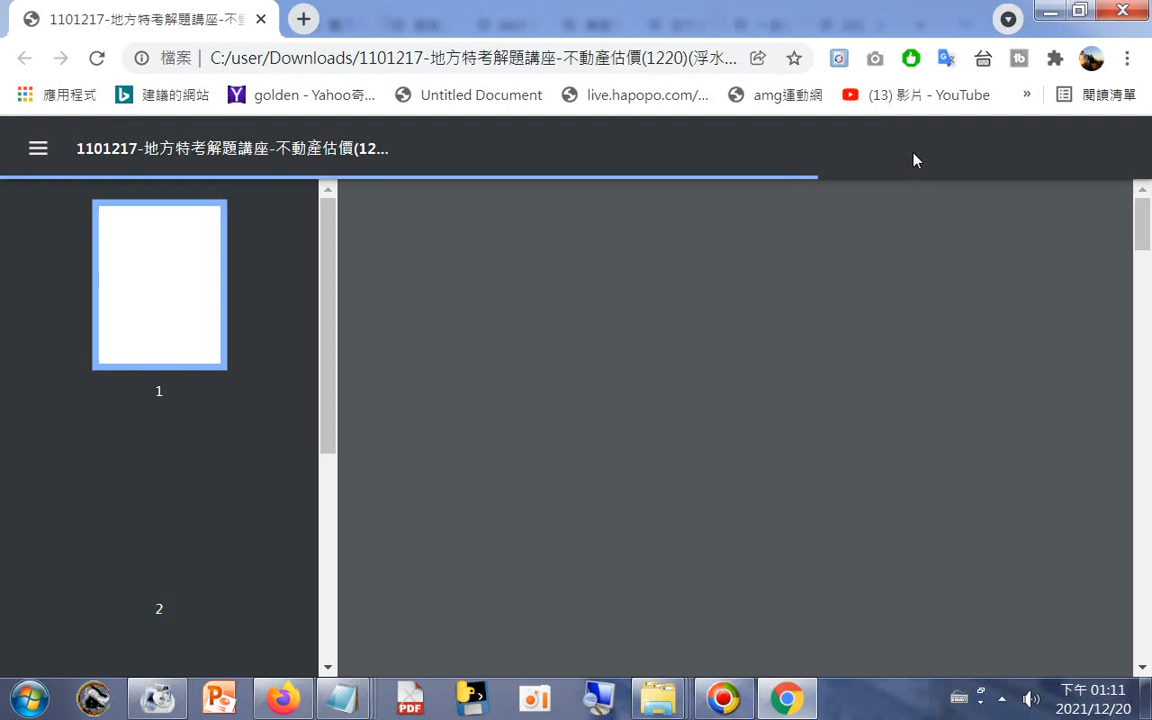 1101217-地方特考解題講座-不
檔案 C:/user/Downloads/1101217-地方特考解題講座-不動產估價(1220)(浮水...
應用程式 建議的網站 golden - Yahoo奇... Untitled Document live.hapopo.com/... amg運動網 (13) 影片 - YouTube » 閱讀清單
1101217-地方特考解題講座-不動產估價(12...
1
2
下午 01:11
2021/12/20